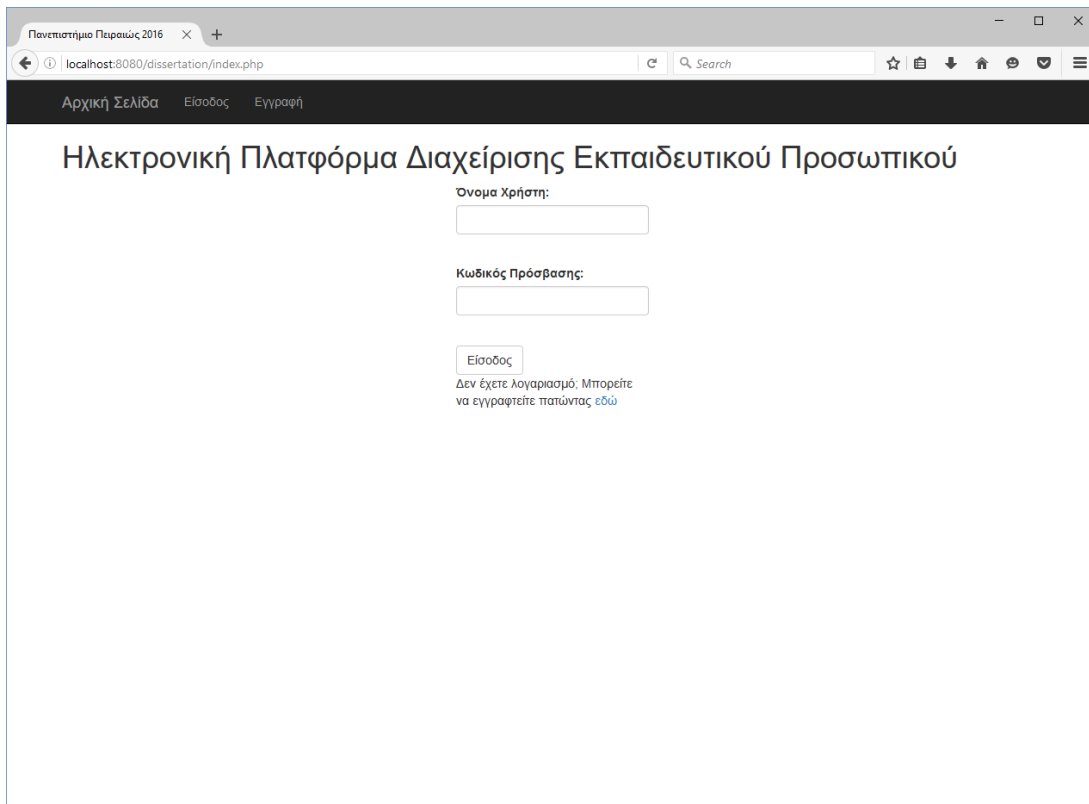 Πανεπιστήμιο Πειραιώς 2016
localhost:8080/dissertation/index.php
Search
Αρχική Σελίδα Είσοδος Εγγραφή
Ηλεκτρονική Πλατφόρμα Διαχείρισης Εκπαιδευτικού Προσωπικού
Όνομα Χρήστη:
Κωδικός Πρόσβασης:
Είσοδος
Δεν έχετε λογαριασμό; Μπορείτε
να εγγραφτείτε πατώντας εδώ